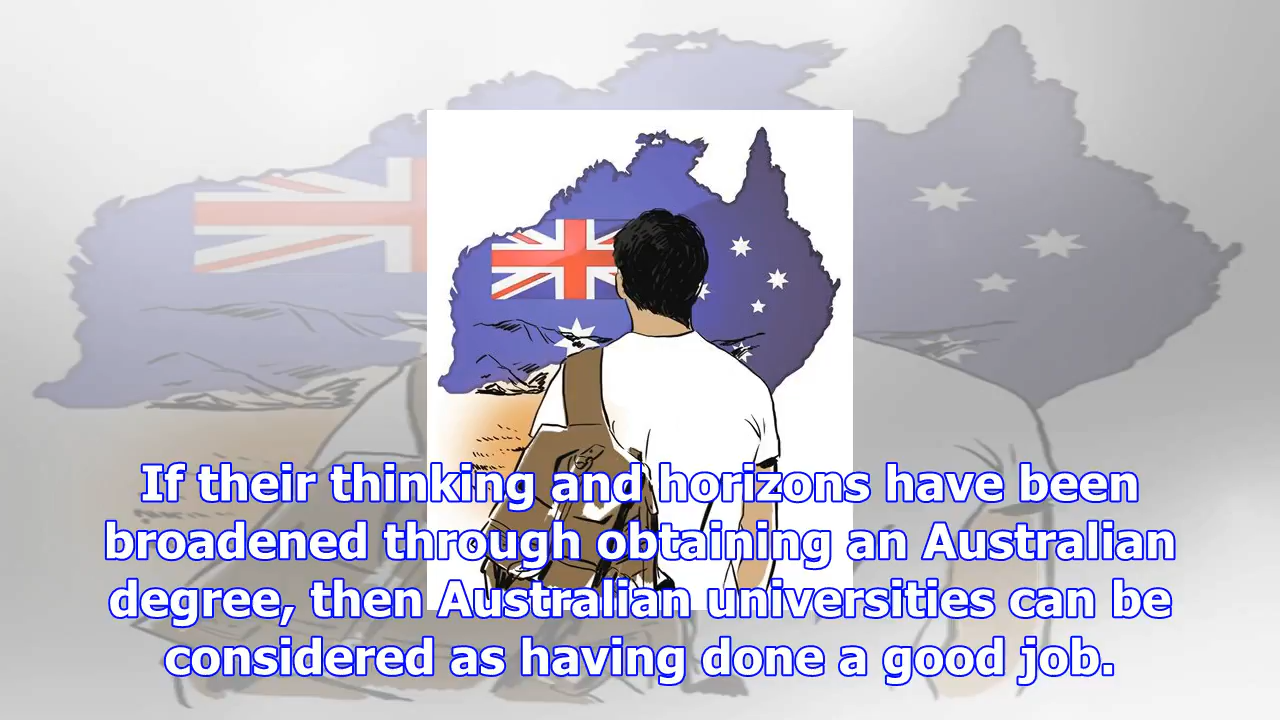 If their thinking and horizons have been
broadened through obtaining an Australian
degree, then Australian universities can be
considered as having done a good job.